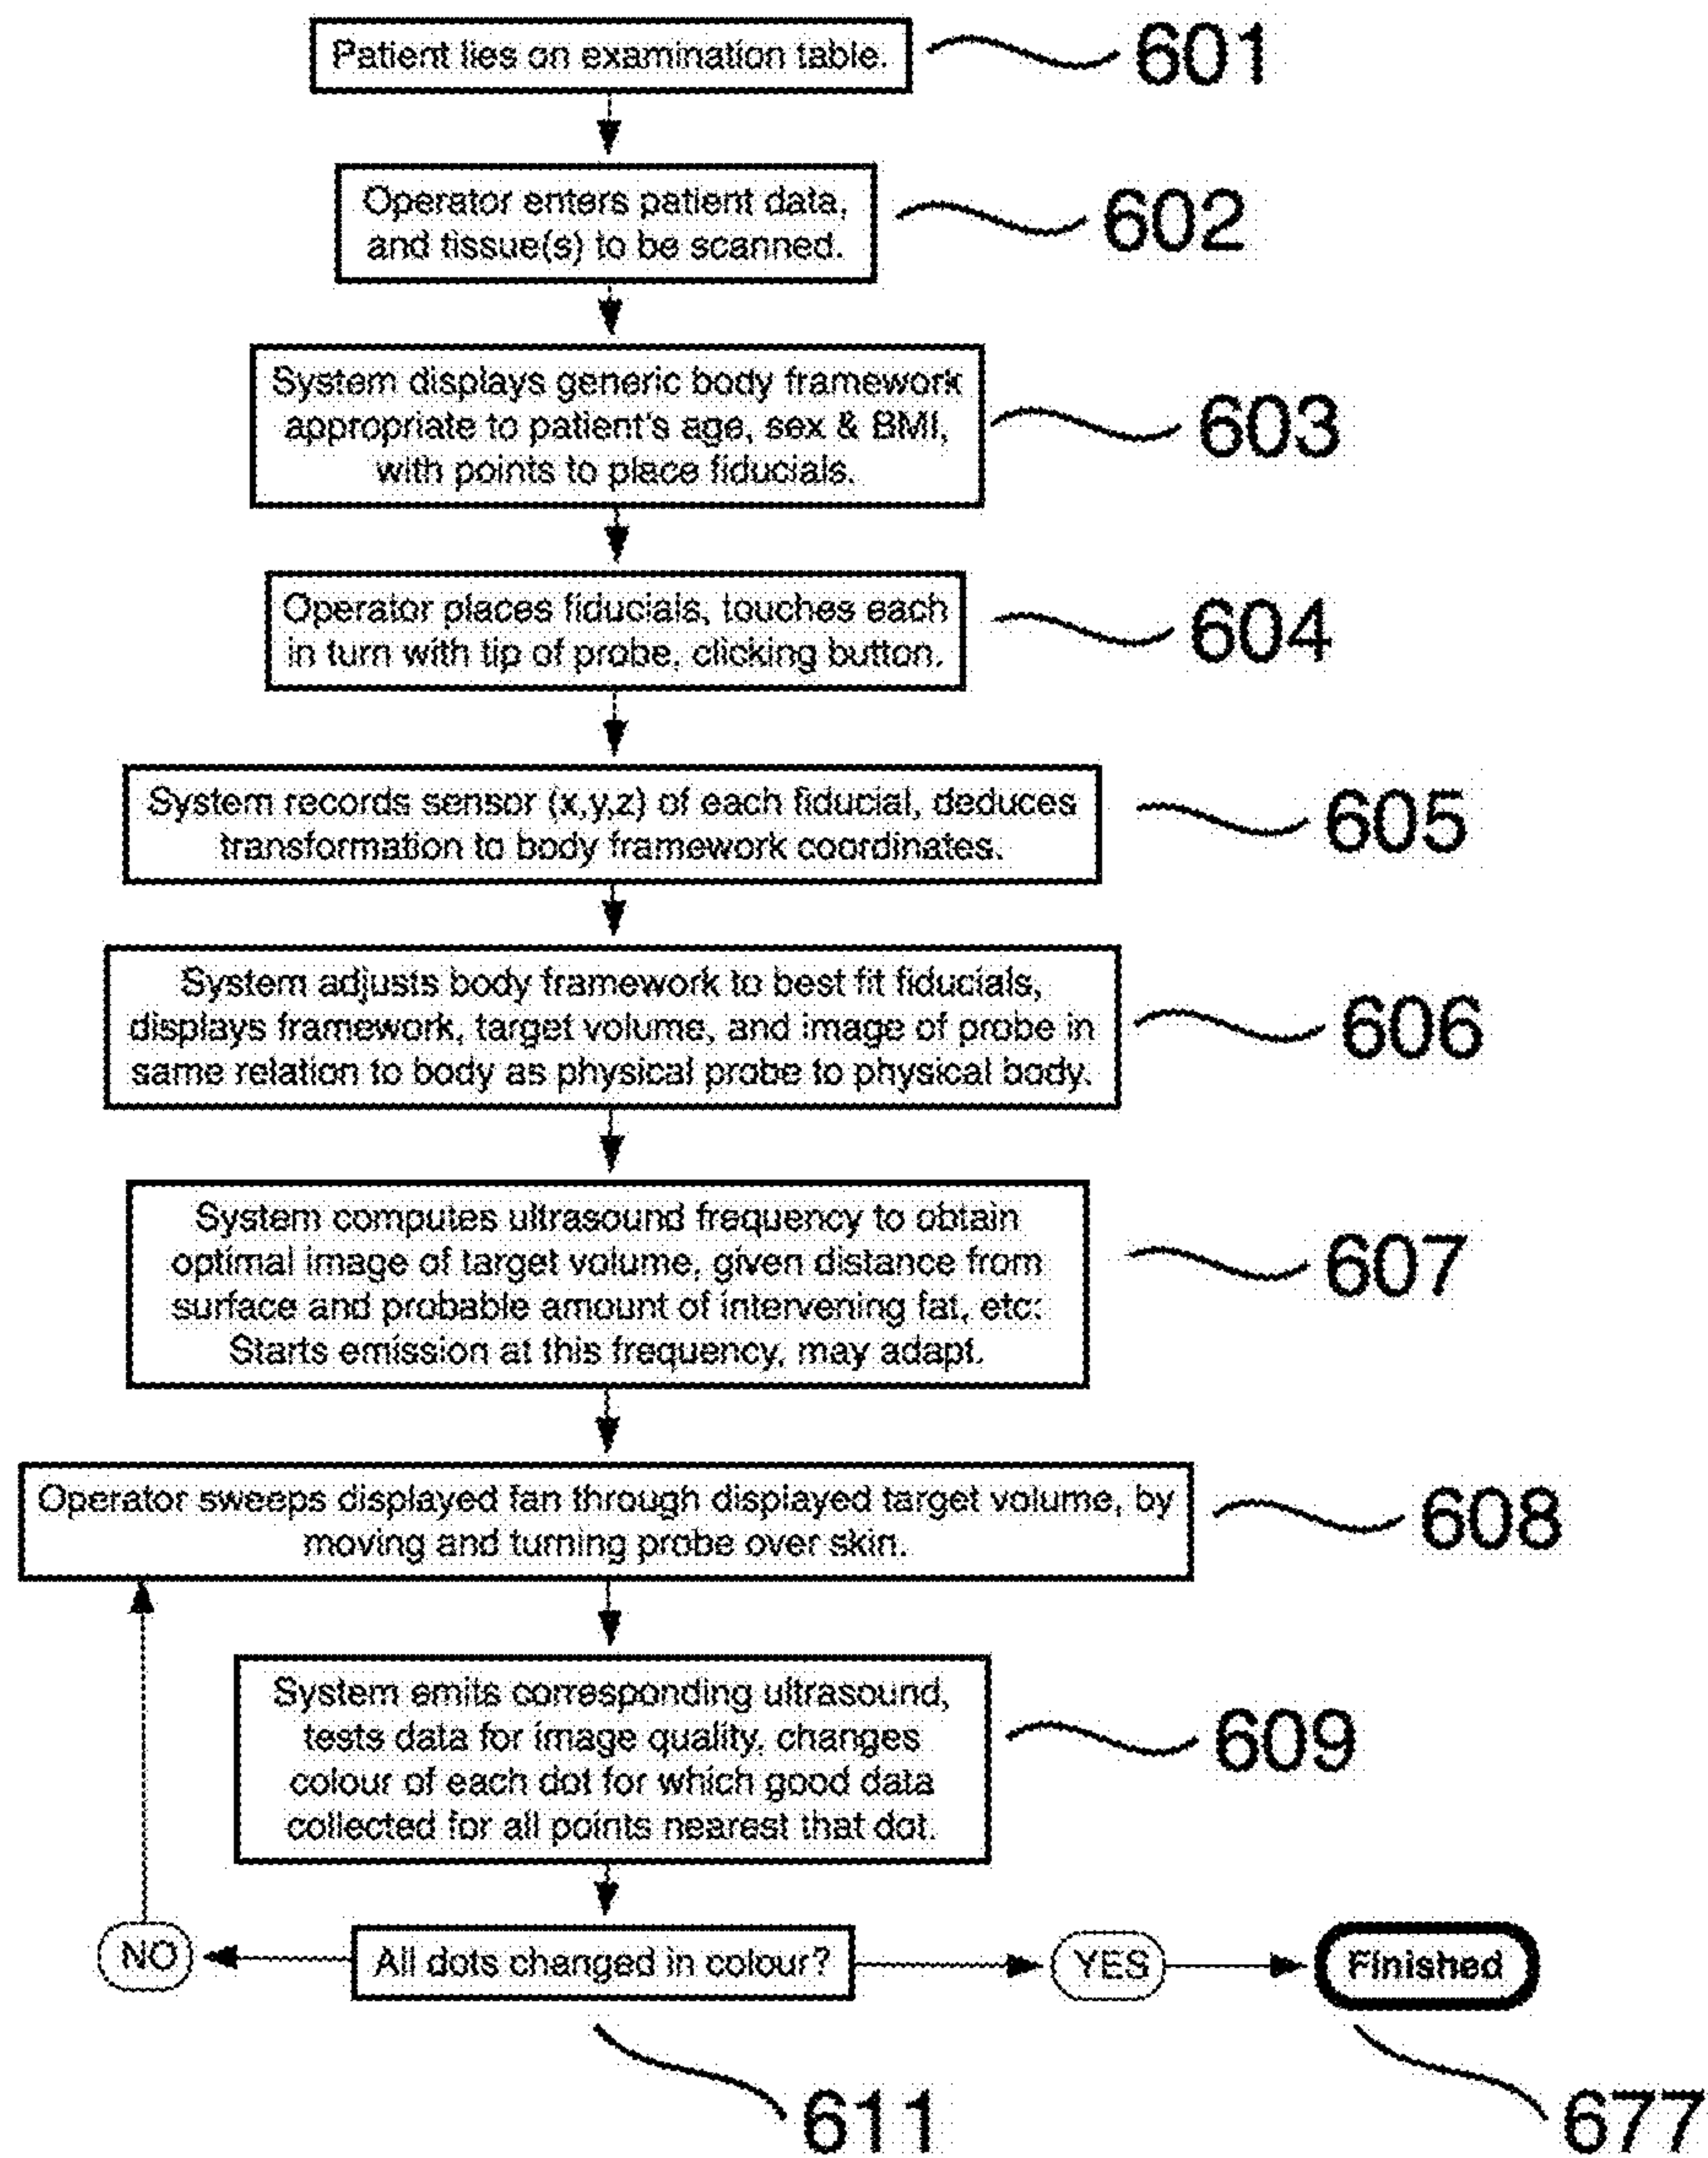 Patient lies on examination table.
601
Operator enters patient data,
and tissue(s) to be scanned.
602
System displays generic body framework
appropriate to patient's age, sex & BMI,
with points to place fiducials.
603
Operator places fiducials, touches each
in turn with tip of probe, clicking button.
604
System records sensor (x,y,z) of each fiducial, deduces
transformation to body framework coordinates.
605
System adjusts body framework to best fit fiducials,
displays framework, target volume, and image of probe in
same relation to body as physical probe to physical body.
606
System computes ultrasound frequency to obtain
optimal image of target volume, given distance from
surface and probable amount of intervening fat, etc:
Starts emission at this frequency, may adapt.
607
Operator sweeps displayed fan through displayed target volume, by
moving and turning probe over skin.
608
System emits corresponding ultrasound,
tests data for image quality, changes
colour of each dot for which good data
collected for all points nearest that dot.
609
NO
All dots changed in colour?
YES
Finished
611
677